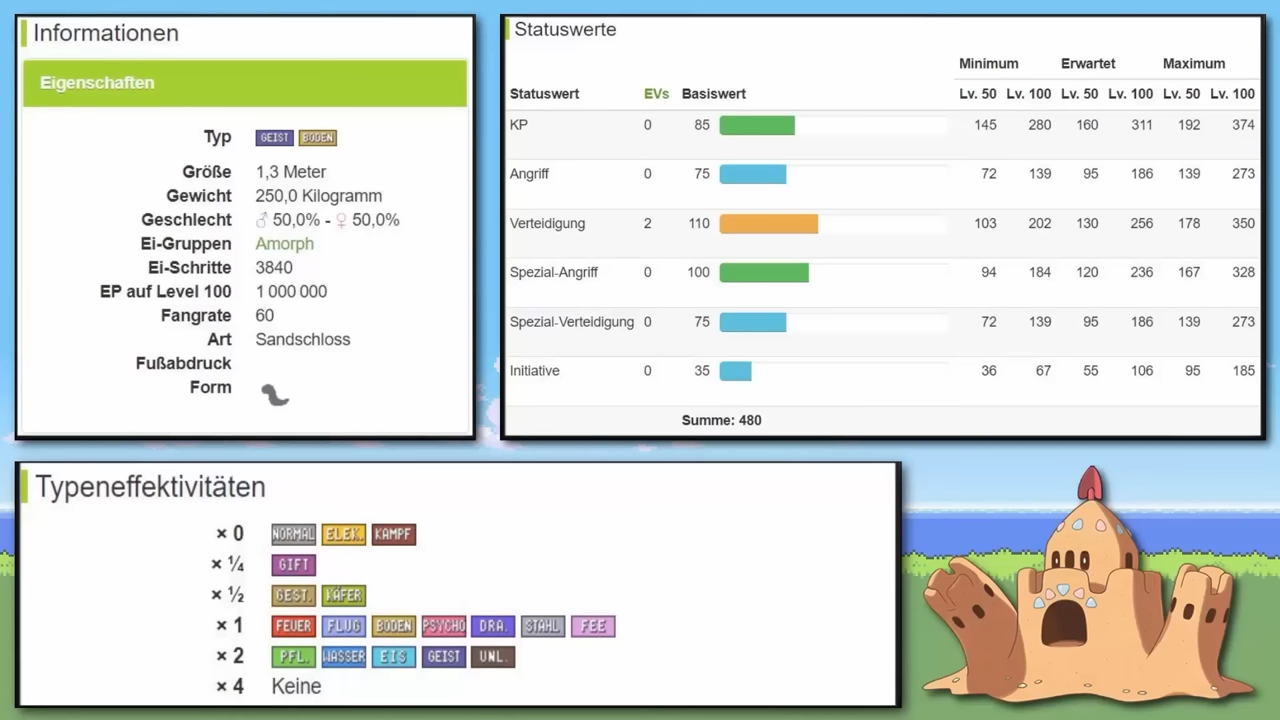 Informationen
Eigenschaften
Typ GEIST BODEN
Größe 1,3 Meter
Gewicht 250,0 Kilogramm
Geschlecht ♂ 50,0% - ♀ 50,0%
Ei-Gruppen Amorph
Ei-Schritte 3840
EP auf Level 100 1 000 000
Fangrate 60
Art Sandschloss
Fußabdruck
Form
Statuswerte
Minimum Erwartet Maximum
Statuswert EVs Basiswert Lv. 50 Lv. 100 Lv. 50 Lv. 100 Lv. 50 Lv. 100
KP 0 85 145 280 160 311 192 374
Angriff 0 75 72 139 95 186 139 273
Verteidigung 2 110 103 202 130 256 178 350
Spezial-Angriff 0 100 94 184 120 236 167 328
Spezial-Verteidigung 0 75 72 139 95 186 139 273
Initiative 0 35 36 67 55 106 95 185
Summe: 480
Typeneffektivitäten
× 0 NORMAL ELEK. KAMPF
× ¼ GIFT
× ½ GEST. KÄFER
× 1 FEUER FLUG BODEN PSYCHO DRA. STAHL FEE
× 2 PFL. WASSER EIS GEIST UNL.
× 4 Keine